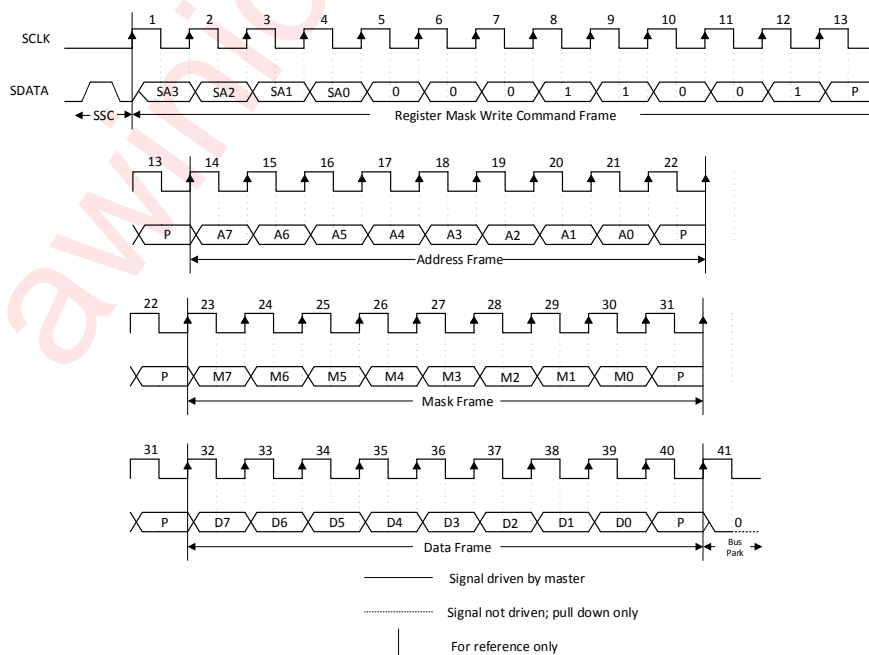 1 2 3 4 5 6 7 8 9 10 11 12 13
SCLK
SDATA SA3 SA2 SA1 SA0 0 0 0 1 1 0 0 1 P
SSC Register Mask Write Command Frame
13 14 15 16 17 18 19 20 21 22
P A7 A6 A5 A4 A3 A2 A1 A0 P
Address Frame
22 23 24 25 26 27 28 29 30 31
P M7 M6 M5 M4 M3 M2 M1 M0 P
Mask Frame
31 32 33 34 35 36 37 38 39 40 41
P D7 D6 D5 D4 D3 D2 D1 D0 P 0
Data Frame
Bus
Park
Signal driven by master
Signal not driven; pull down only
For reference only
awinic